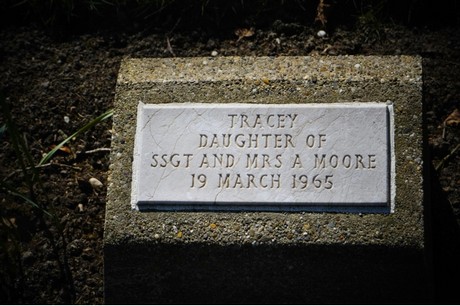 TRACEY
DAUGHTER OF
SSGT AND MRS A MOORE
19 MARCH 1965